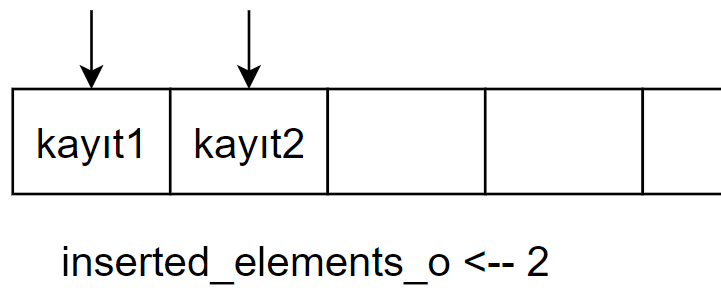 kayıt1 kayıt2
inserted_elements_o <-- 2